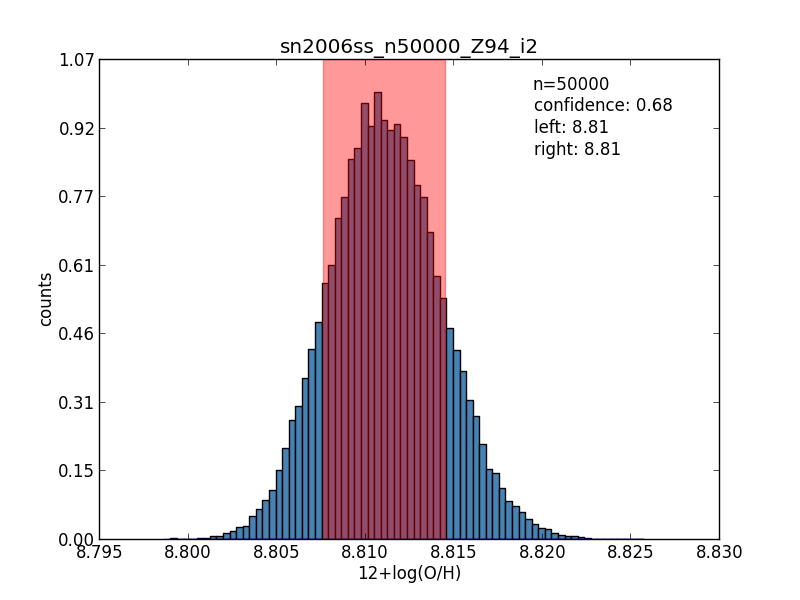 sn2006ss_n50000_Z94_i2
n=50000
confidence: 0.68
left: 8.81
right: 8.81
counts
1.07
0.92
0.77
0.61
0.46
0.31
0.15
0.00
8.795 8.800 8.805 8.810 8.815 8.820 8.825 8.830
12+log(O/H)